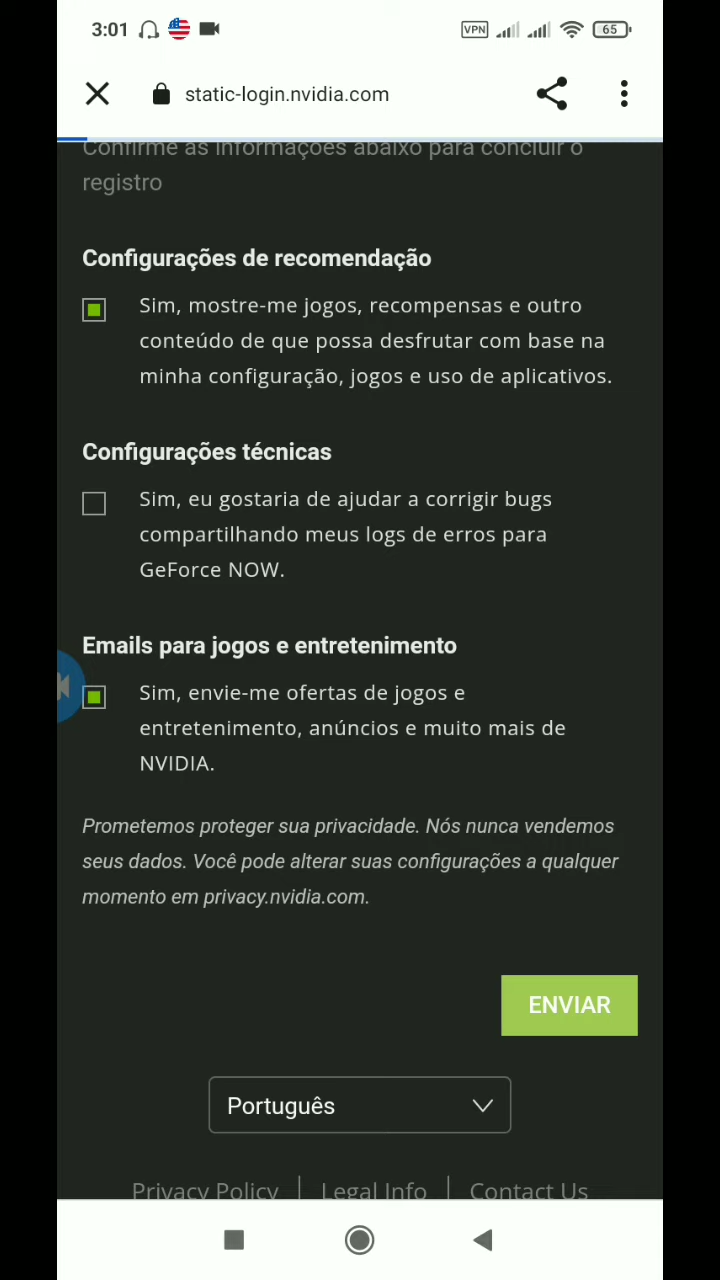 3:01
VPN
65
static-login.nvidia.com
Confirme as informações abaixo para concluir o
registro
Configurações de recomendação
Sim, mostre-me jogos, recompensas e outro
conteúdo de que possa desfrutar com base na
minha configuração, jogos e uso de aplicativos.
Configurações técnicas
Sim, eu gostaria de ajudar a corrigir bugs
compartilhando meus logs de erros para
GeForce NOW.
Emails para jogos e entretenimento
Sim, envie-me ofertas de jogos e
entretenimento, anúncios e muito mais de
NVIDIA.
Prometemos proteger sua privacidade. Nós nunca vendemos
seus dados. Você pode alterar suas configurações a qualquer
momento em privacy.nvidia.com.
ENVIAR
Português
Privacy Policy | Legal Info | Contact Us